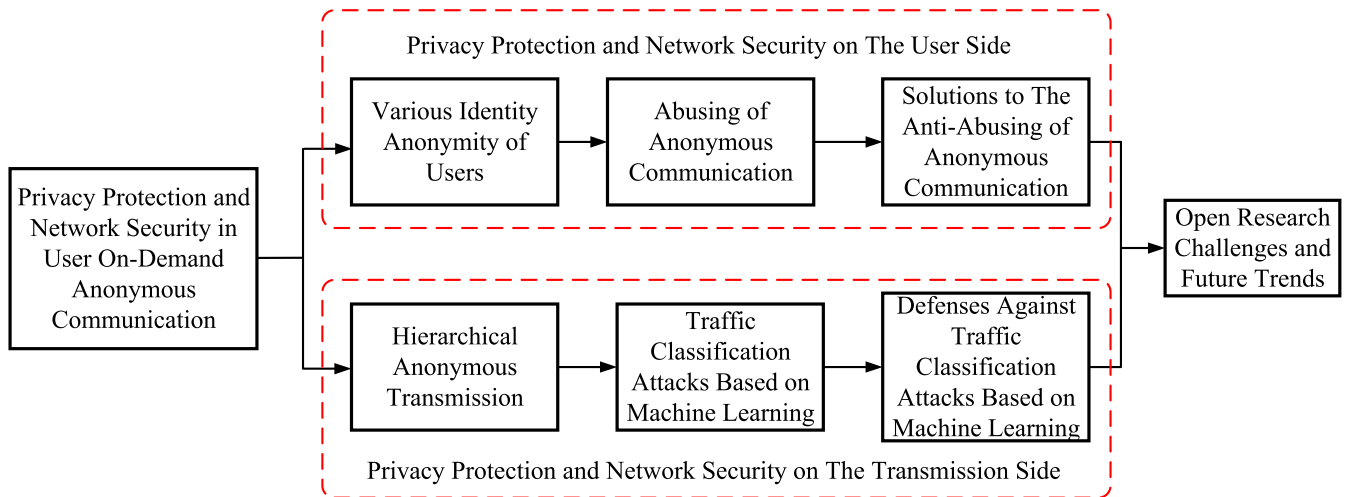 Privacy Protection and
Network Security in
User On-Demand
Anonymous
Communication
Privacy Protection and Network Security on The User Side
Various Identity
Anonymity of
Users
Abusing of
Anonymous
Communication
Solutions to The
Anti-Abusing of
Anonymous
Communication
Hierarchical
Anonymous
Transmission
Traffic
Classification
Attacks Based on
Machine Learning
Defenses Against
Traffic
Classification
Attacks Based on
Machine Learning
Privacy Protection and Network Security on The Transmission Side
Open Research
Challenges and
Future Trends